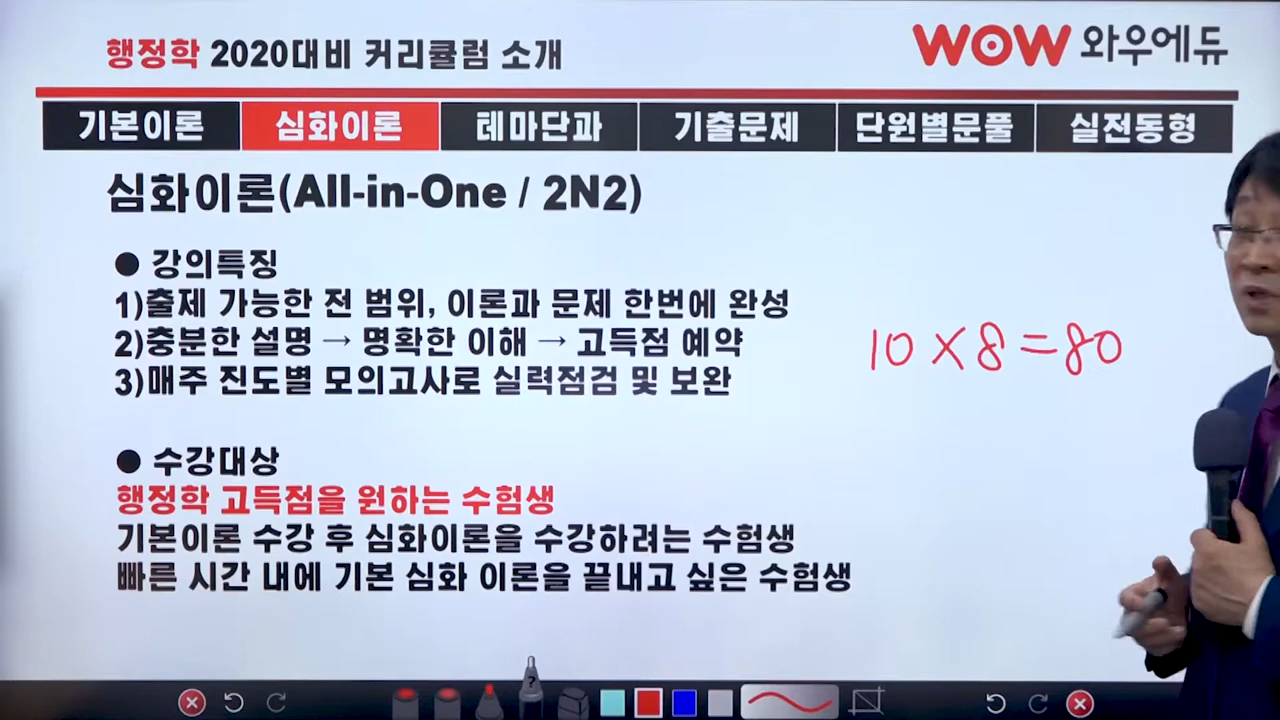 행정학 2020대비 커리큘럼 소개
WOW 와우에듀
기본이론 심화이론 테마단과 기출문제 단원별문풀 실전동형
심화이론(All-in-One / 2N2)
● 강의특징
1)출제 가능한 전 범위, 이론과 문제 한번에 완성
2)충분한 설명 → 명확한 이해 → 고득점 예약
3)매주 진도별 모의고사로 실력점검 및 보완
10 × 8 = 80
● 수강대상
행정학 고득점을 원하는 수험생
기본이론 수강 후 심화이론을 수강하려는 수험생
빠른 시간 내에 기본 심화 이론을 끝내고 싶은 수험생
?